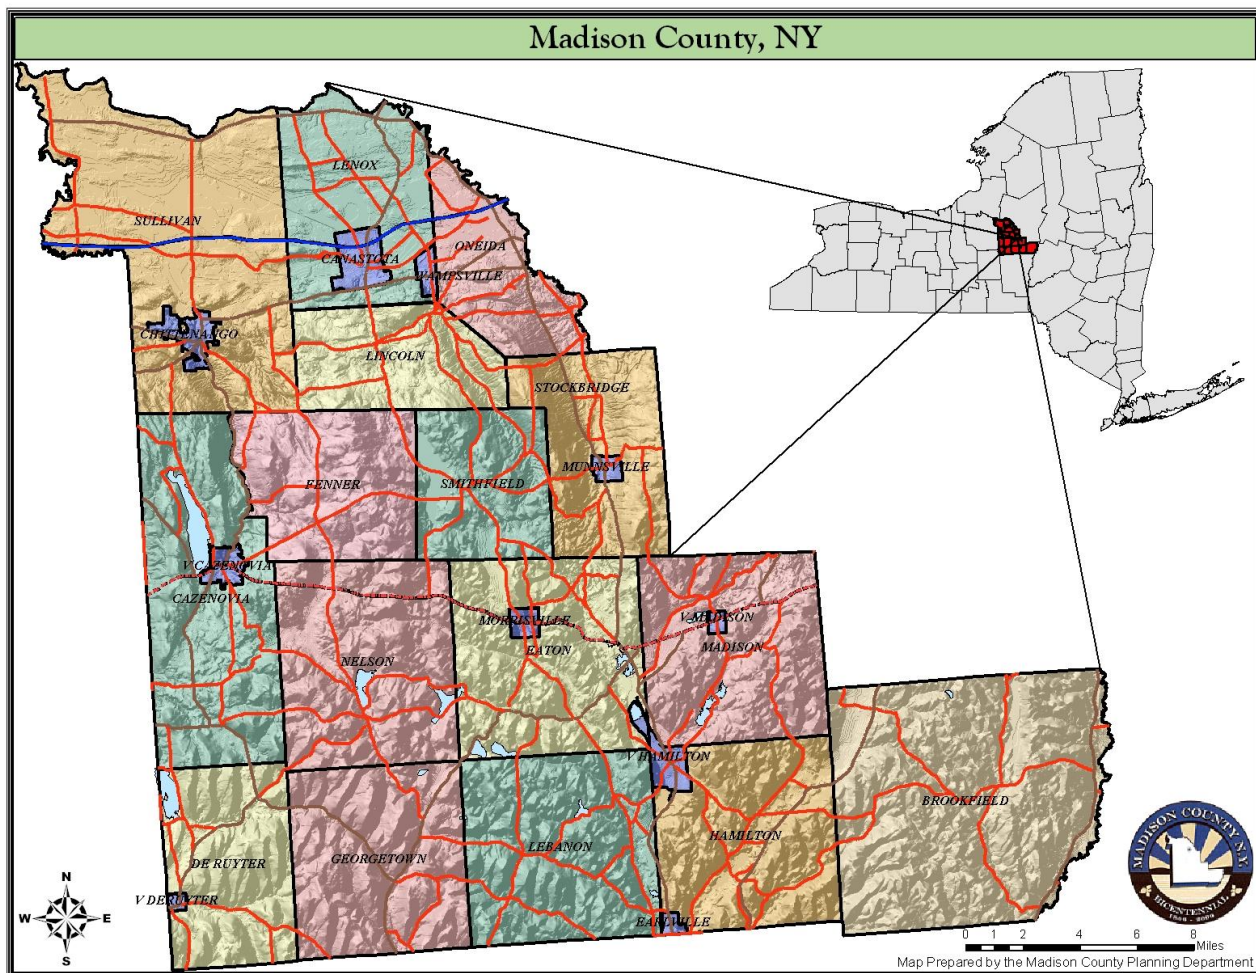 Madison County, NY
LENOX
SULLIVAN
ONEIDA
CANASTOTA
WAMPSVILLE
CHITTENANGO
LINCOLN
STOCKBRIDGE
MUNNSVILLE
FENNER
SMITHFIELD
V CAZENOVIA
CAZENOVIA
MORRISVILLE
V MADISON
EATON
MADISON
NELSON
V HAMILTON
BROOKFIELD
HAMILTON
LEBANON
GEORGETOWN
DE RUYTER
V DERUYTER
EARLVILLE
N
W
E
S
MADISON COUNTY, N.Y.
BICENTENNIAL
0 1 2 4 6 8
Miles
Map Prepared by the Madison County Planning Department